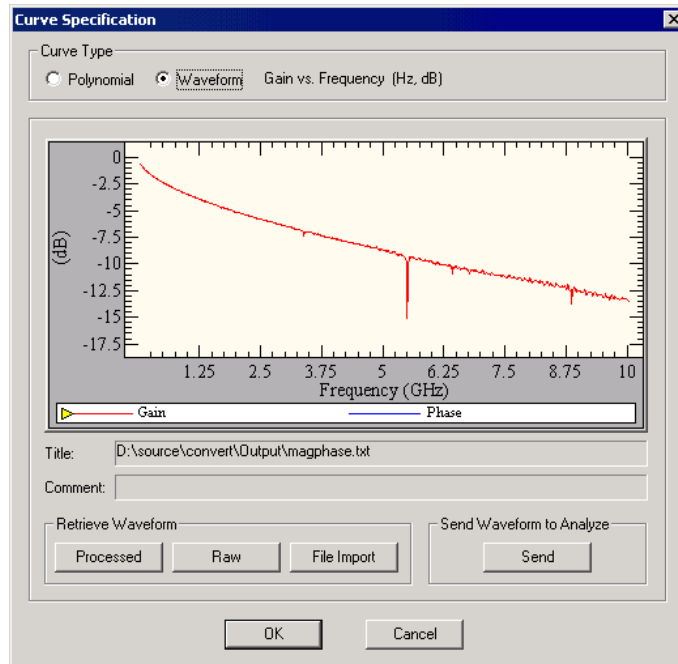 Curve Specification
Curve Type
Polynomial Waveform Gain vs. Frequency (Hz, dB)
0
-2.5
-5
-7.5
-10
-12.5
-15
-17.5
(dB)
1.25 2.5 3.75 5 6.25 7.5 8.75 10
Frequency (GHz)
Gain Phase
Title: D:\source\convert\Output\magphase.txt
Comment:
Retrieve Waveform Send Waveform to Analyze
Processed Raw File Import Send
OK Cancel